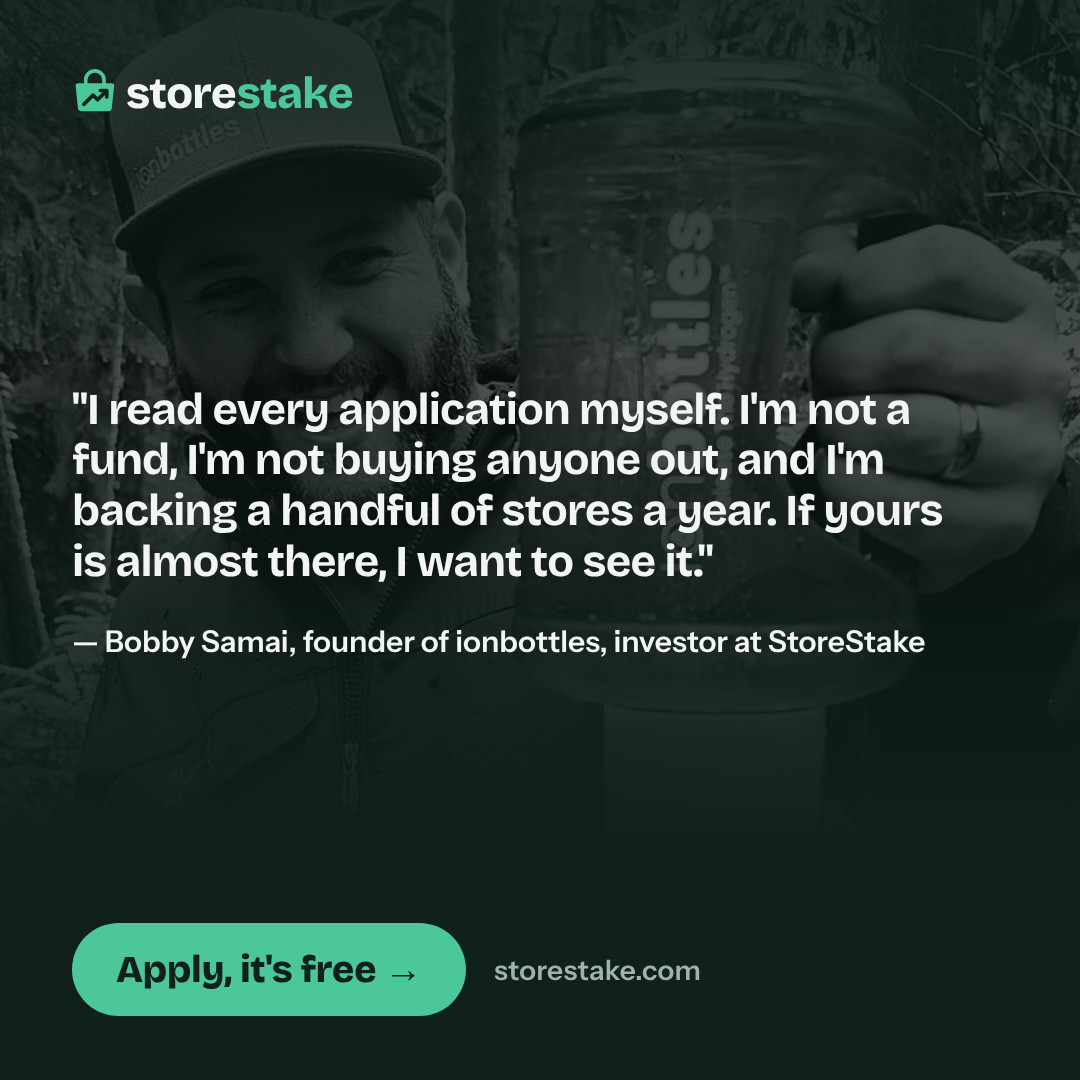 storestake
ionbottles
"I read every application myself. I'm not a
fund, I'm not buying anyone out, and I'm
backing a handful of stores a year. If yours
is almost there, I want to see it."
— Bobby Samai, founder of ionbottles, investor at StoreStake
Apply, it's free →
storestake.com